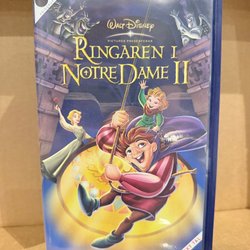 WALT DISNEY
PICTURES PRESENTERAR
RINGAREN I
NOTRE DAME II